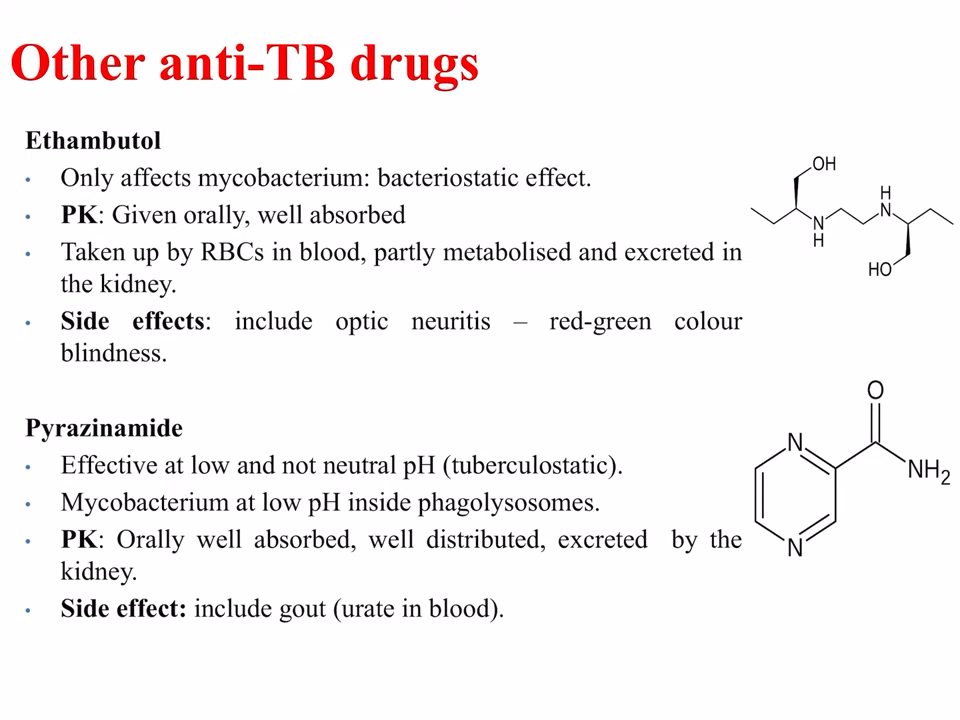 Other anti-TB drugs
Ethambutol
• Only affects mycobacterium: bacteriostatic effect.
• PK: Given orally, well absorbed
• Taken up by RBCs in blood, partly metabolised and excreted in
the kidney.
• Side effects: include optic neuritis – red-green colour
blindness.
OH
H
N
N
H
HO
Pyrazinamide
• Effective at low and not neutral pH (tuberculostatic).
• Mycobacterium at low pH inside phagolysosomes.
• PK: Orally well absorbed, well distributed, excreted by the
kidney.
• Side effect: include gout (urate in blood).
O
N
NH2
N